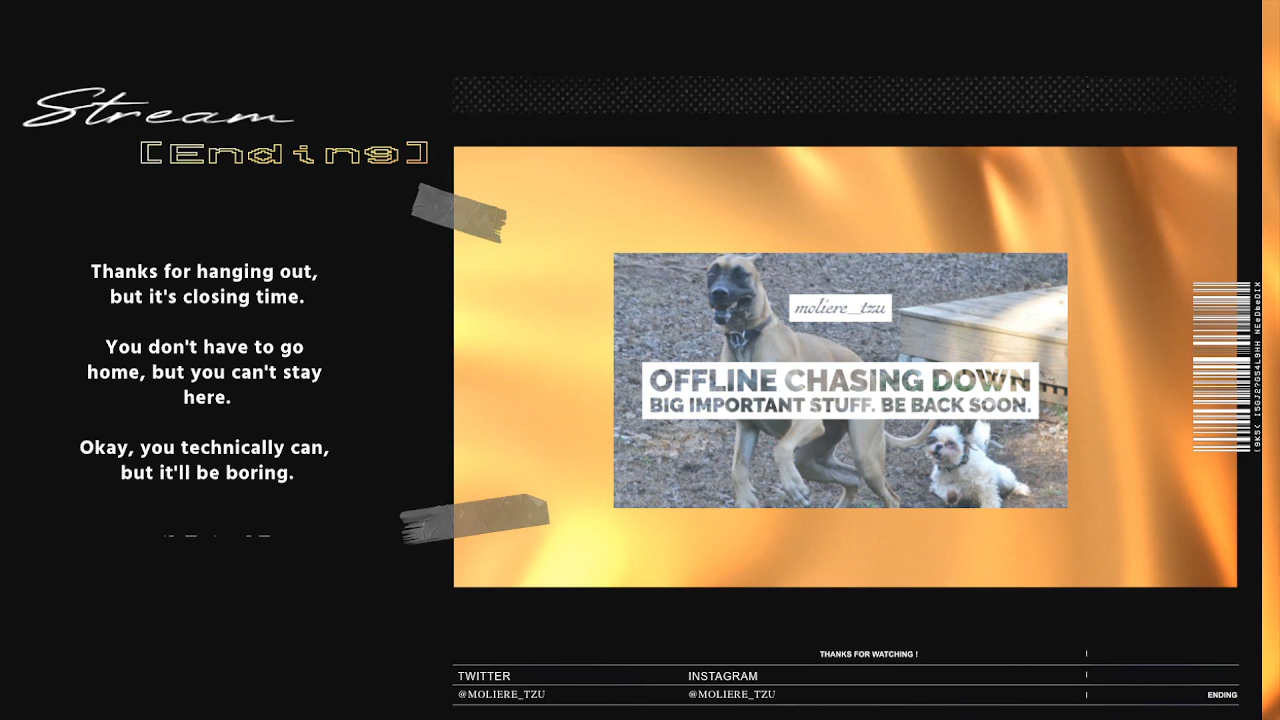 Stream
[Ending]
Thanks for hanging out,
but it's closing time.
You don't have to go
home, but you can't stay
here.
Okay, you technically can,
but it'll be boring.
moliere_tzu
OFFLINE CHASING DOWN
BIG IMPORTANT STUFF. BE BACK SOON.
THANKS FOR WATCHING !
TWITTER
INSTAGRAM
@MOLIERE_TZU
@MOLIERE_TZU
ENDING